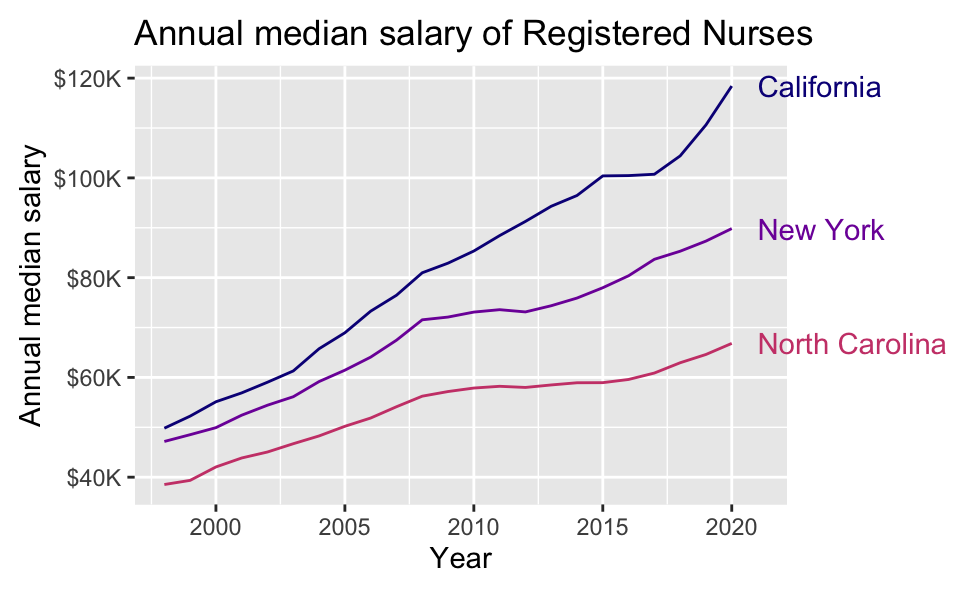 Annual median salary of Registered Nurses
$120K
$100K
$80K
$60K
$40K
Annual median salary
California
New York
North Carolina
2000 2005 2010 2015 2020
Year